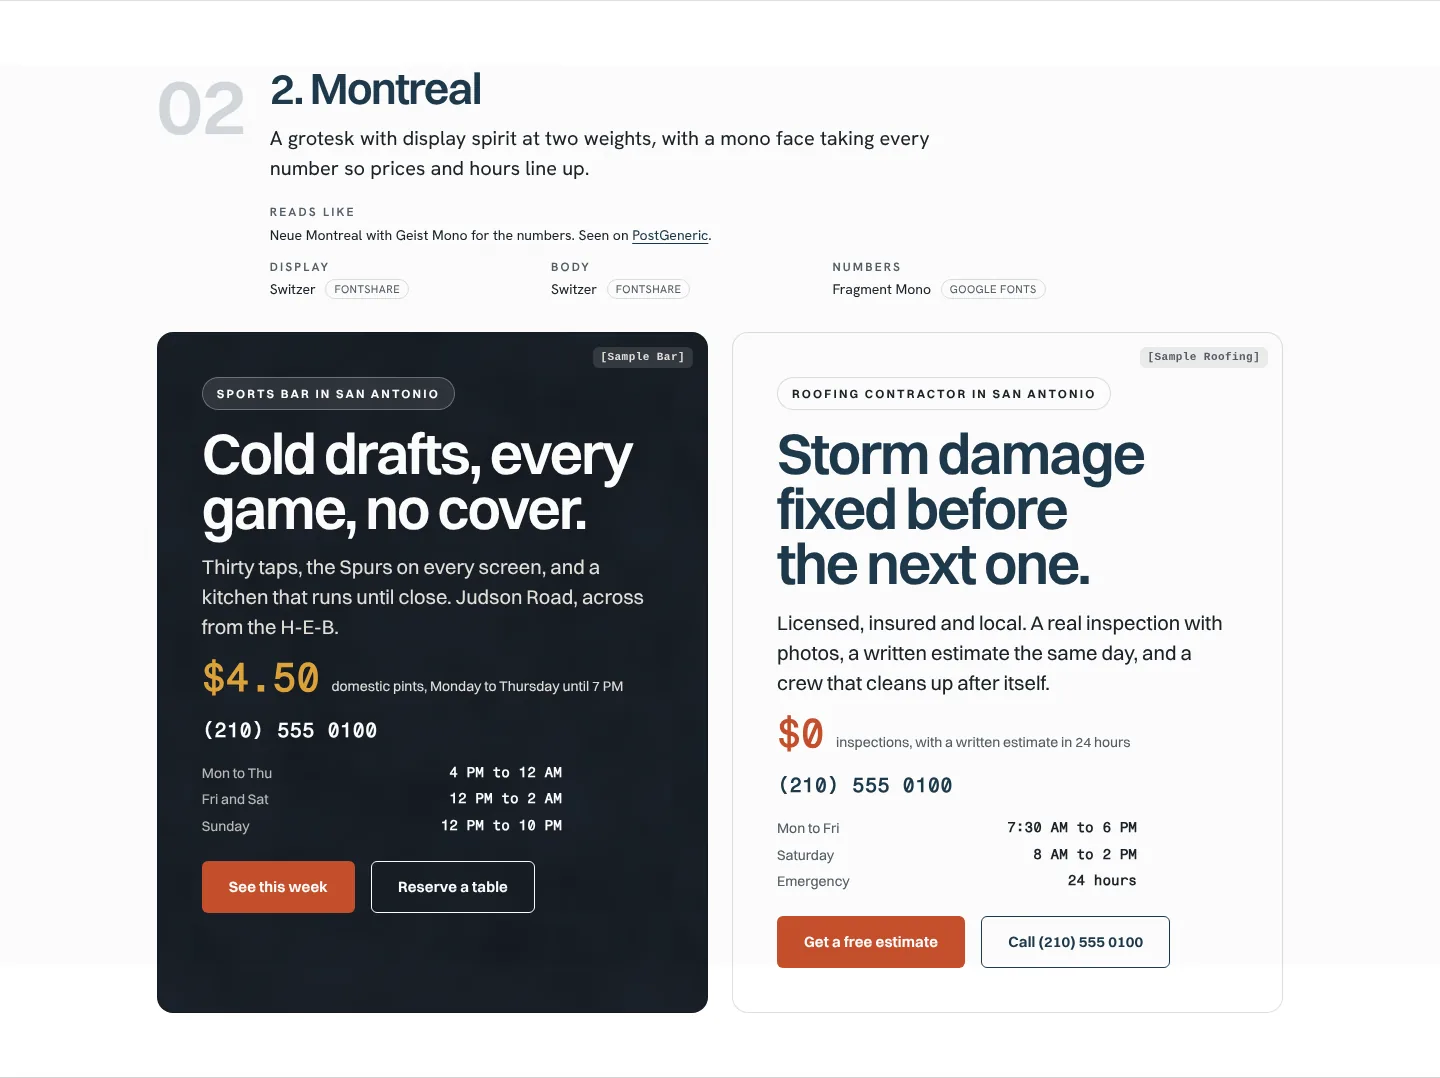 02
2. Montreal
A grotesk with display spirit at two weights, with a mono face taking every
number so prices and hours line up.
READS LIKE
Neue Montreal with Geist Mono for the numbers. Seen on PostGeneric.
DISPLAY
Switzer FONTSHARE
BODY
Switzer FONTSHARE
NUMBERS
Fragment Mono GOOGLE FONTS
[Sample Bar]
SPORTS BAR IN SAN ANTONIO
Cold drafts, every
game, no cover.
Thirty taps, the Spurs on every screen, and a
kitchen that runs until close. Judson Road, across
from the H-E-B.
$4.50 domestic pints, Monday to Thursday until 7 PM
(210) 555 0100
Mon to Thu 4 PM to 12 AM
Fri and Sat 12 PM to 2 AM
Sunday 12 PM to 10 PM
See this week
Reserve a table
[Sample Roofing]
ROOFING CONTRACTOR IN SAN ANTONIO
Storm damage
fixed before
the next one.
Licensed, insured and local. A real inspection with
photos, a written estimate the same day, and a
crew that cleans up after itself.
$0 inspections, with a written estimate in 24 hours
(210) 555 0100
Mon to Fri 7:30 AM to 6 PM
Saturday 8 AM to 2 PM
Emergency 24 hours
Get a free estimate
Call (210) 555 0100